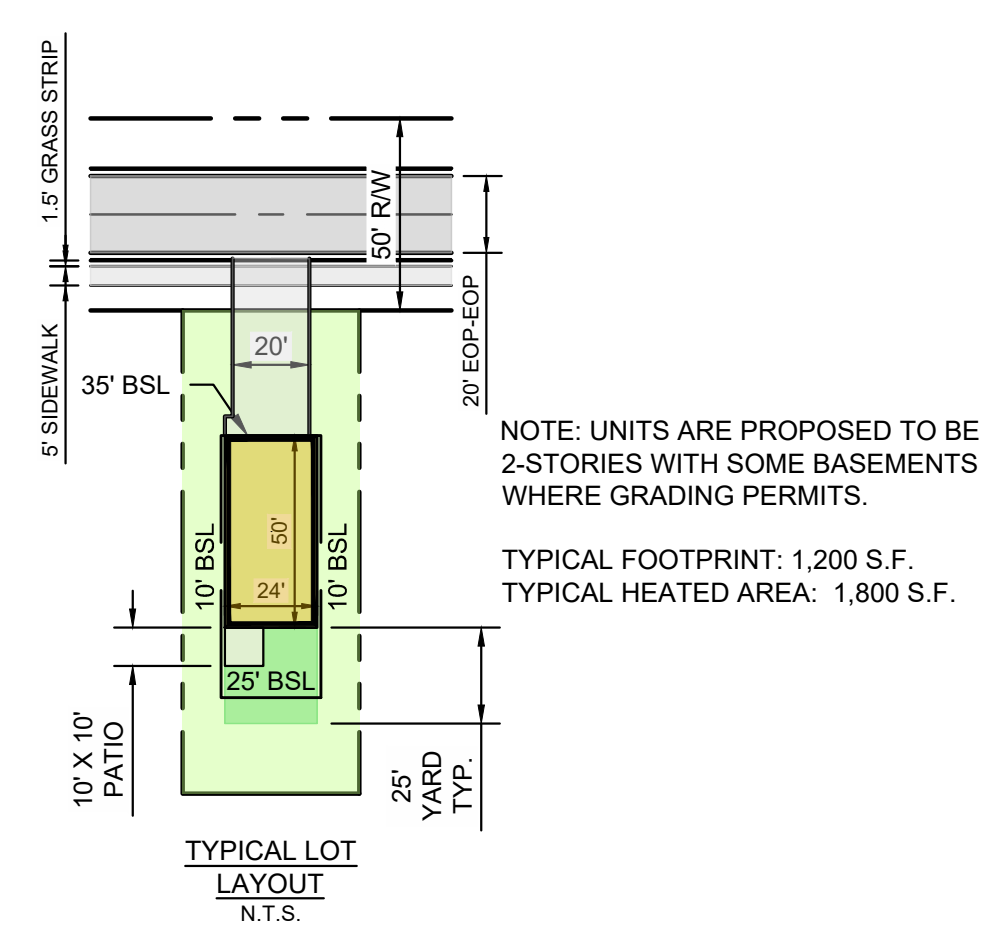 1.5' GRASS STRIP
50' R/W
20' EOP-EOP
5' SIDEWALK
20'
35' BSL
50'
24'
10' BSL
10' BSL
25' BSL
10' X 10'
PATIO
25'
YARD
TYP.
NOTE: UNITS ARE PROPOSED TO BE
2-STORIES WITH SOME BASEMENTS
WHERE GRADING PERMITS.
TYPICAL FOOTPRINT: 1,200 S.F.
TYPICAL HEATED AREA: 1,800 S.F.
TYPICAL LOT
LAYOUT
N.T.S.